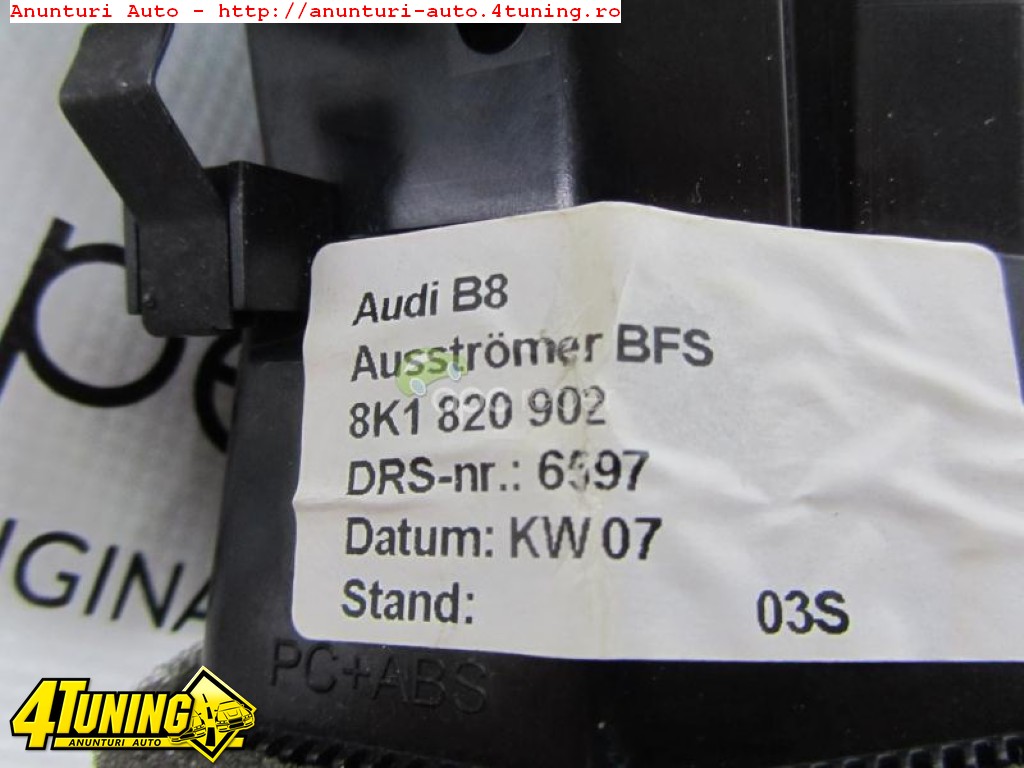 Anunturi Auto - http://anunturi-auto.4tuning.ro
Audi B8
Ausströmer BFS
8K1 820 902
DRS-nr.: 6597
Datum: KW 07
Stand: 03S
PC+ABS
4TUNING
ANUNTURI AUTO